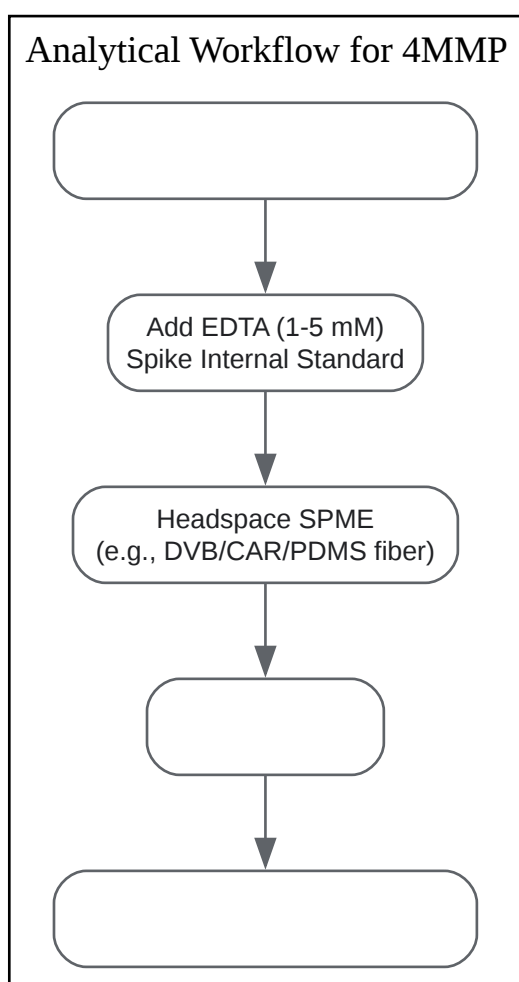 Analytical Workflow for 4MMP
Add EDTA (1-5 mM)
Spike Internal Standard
Headspace SPME
(e.g., DVB/CAR/PDMS fiber)